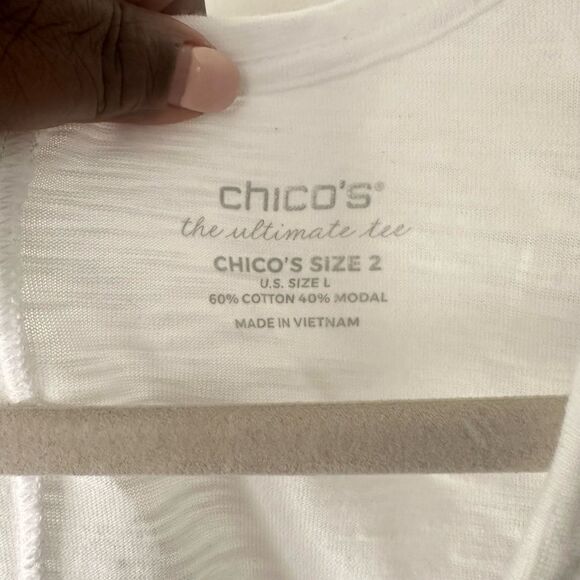 chico's®
the ultimate tee
CHICO'S SIZE 2
U.S. SIZE L
60% COTTON 40% MODAL
MADE IN VIETNAM